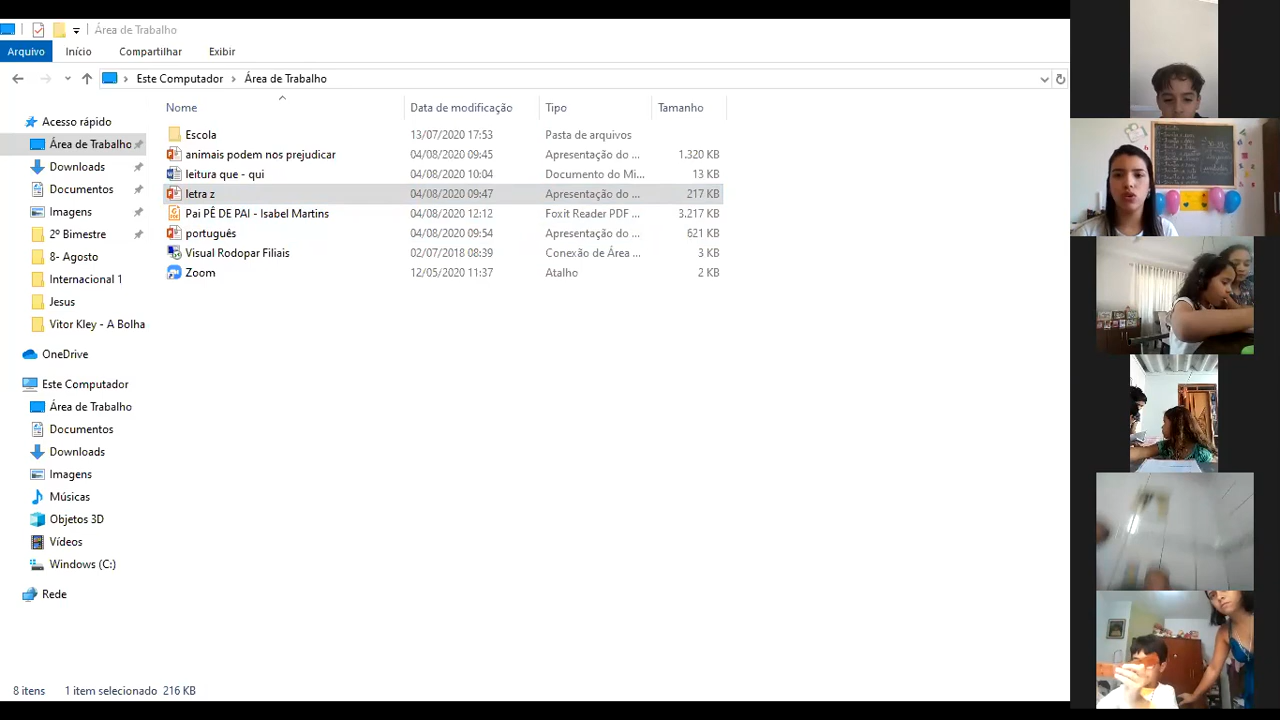 Área de Trabalho
Arquivo Início Compartilhar Exibir
Este Computador Área de Trabalho
Nome Data de modificação Tipo Tamanho
Acesso rápido
Área de Trabalho
Downloads
Documentos
Imagens
2º Bimestre
8- Agosto
Internacional 1
Jesus
Vitor Kley - A Bolha
OneDrive
Este Computador
Área de Trabalho
Documentos
Downloads
Imagens
Músicas
Objetos 3D
Vídeos
Windows (C:)
Rede
Escola 13/07/2020 17:53 Pasta de arquivos
animais podem nos prejudicar 04/08/2020 09:45 Apresentação do ... 1.320 KB
leitura que - qui 04/08/2020 10:04 Documento do Mi... 13 KB
letra z 04/08/2020 09:47 Apresentação do ... 217 KB
Pai PÊ DE PAI - Isabel Martins 04/08/2020 12:12 Foxit Reader PDF ... 3.217 KB
português 04/08/2020 09:54 Apresentação do ... 621 KB
Visual Rodopar Filiais 02/07/2018 08:39 Conexão de Área ... 3 KB
Zoom 12/05/2020 11:37 Atalho 2 KB
8 itens 1 item selecionado 216 KB